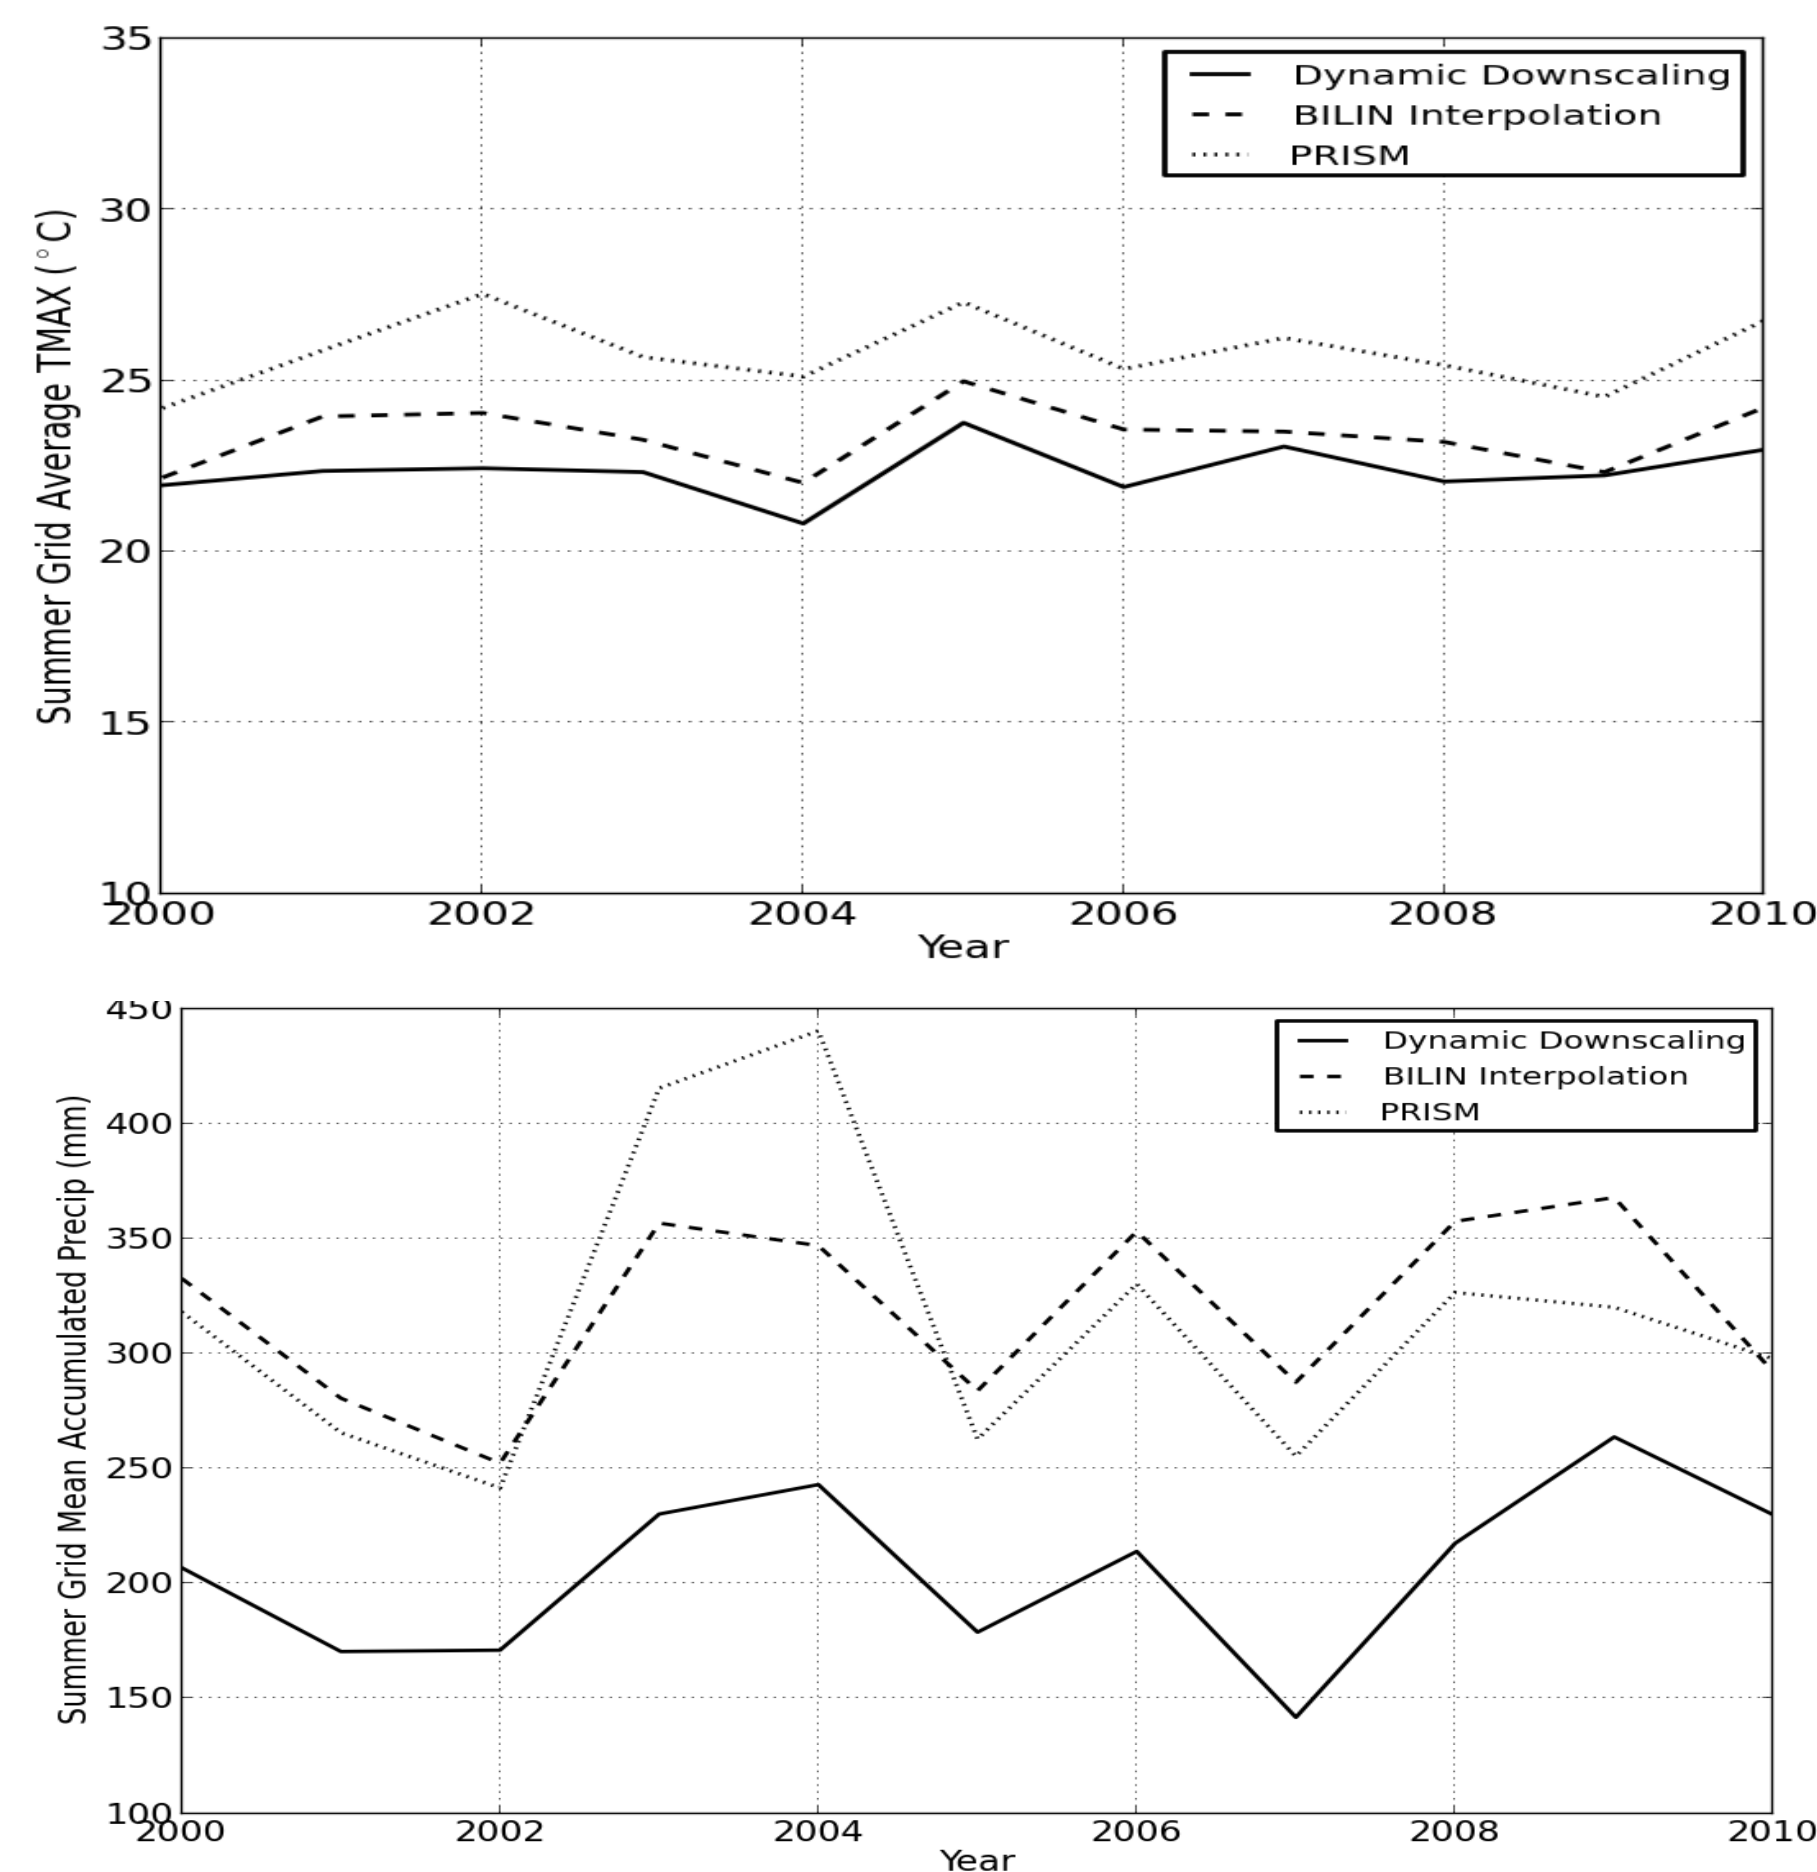 35
30
25
20
15
10
Summer Grid Average TMAX (°C)
Dynamic Downscaling
BILIN Interpolation
PRISM
2000 2002 2004 2006 2008 2010
Year
450
400
350
300
250
200
150
100
Summer Grid Mean Accumulated Precip (mm)
Dynamic Downscaling
BILIN Interpolation
PRISM
2000 2002 2004 2006 2008 2010
Year